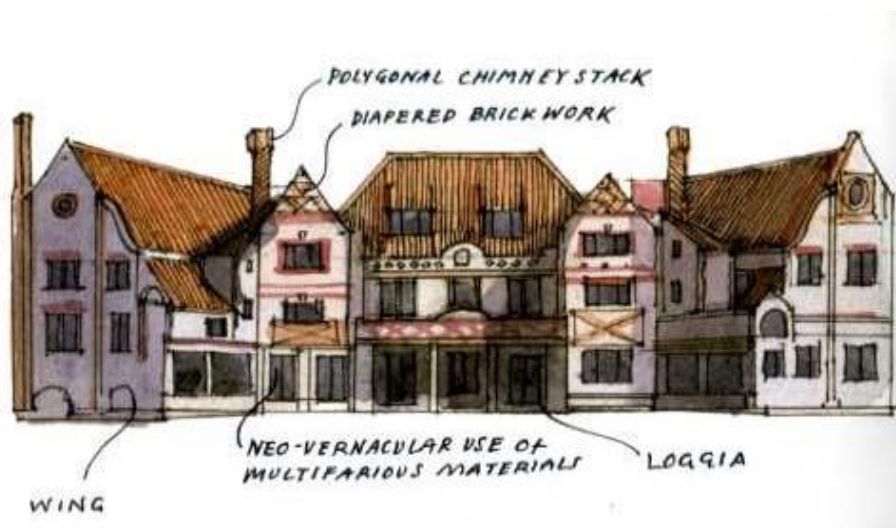 POLYGONAL CHIMNEY STACK
DIAPERED BRICK WORK
NEO-VERNACULAR USE OF
MULTIFARIOUS MATERIALS
LOGGIA
WING